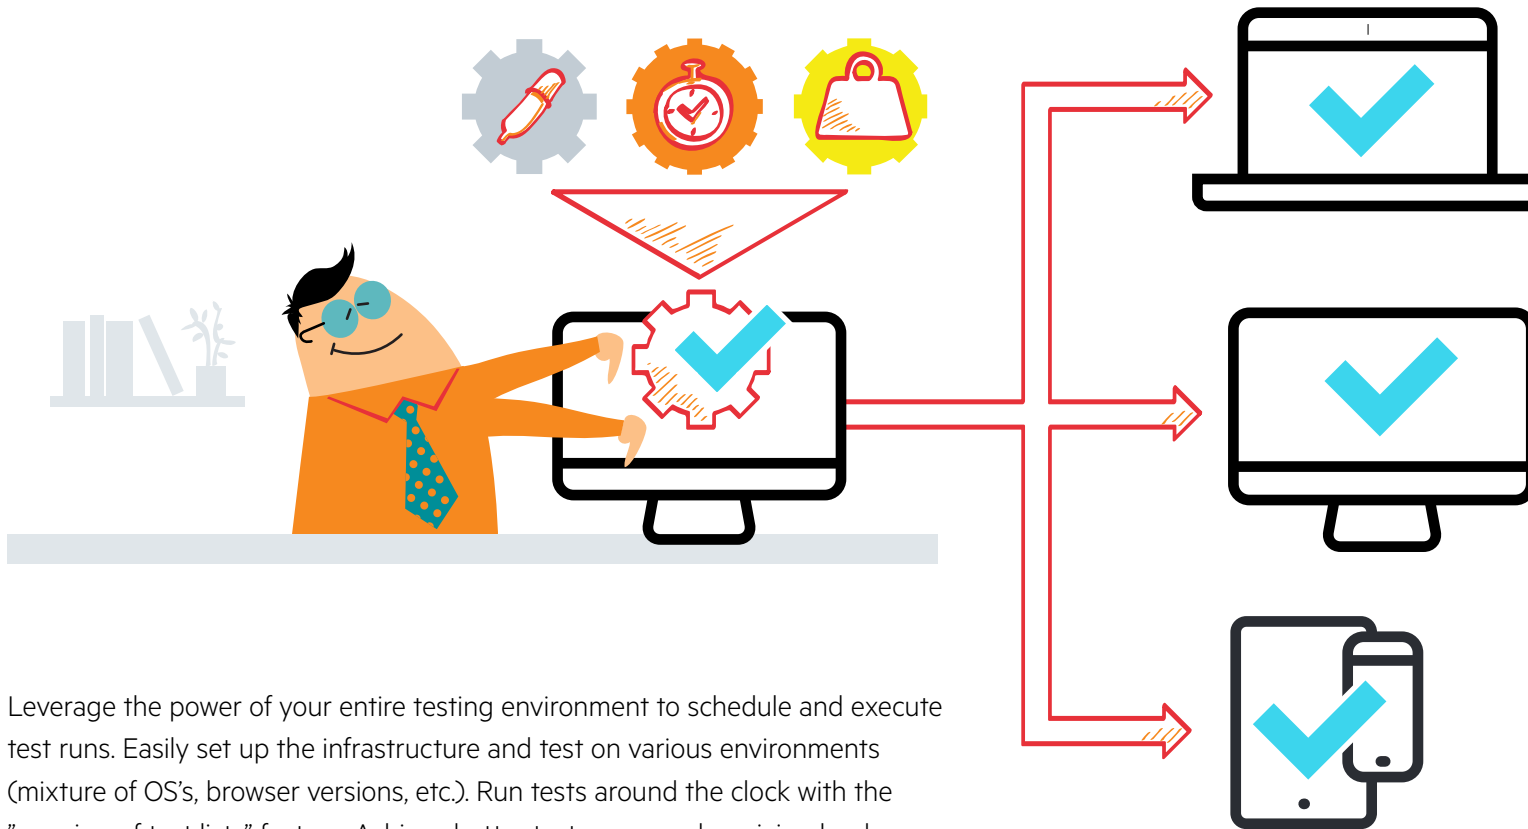 Leverage the power of your entire testing environment to schedule and execute
test runs. Easily set up the infrastructure and test on various environments
(mixture of OS's, browser versions, etc.). Run tests around the clock with the